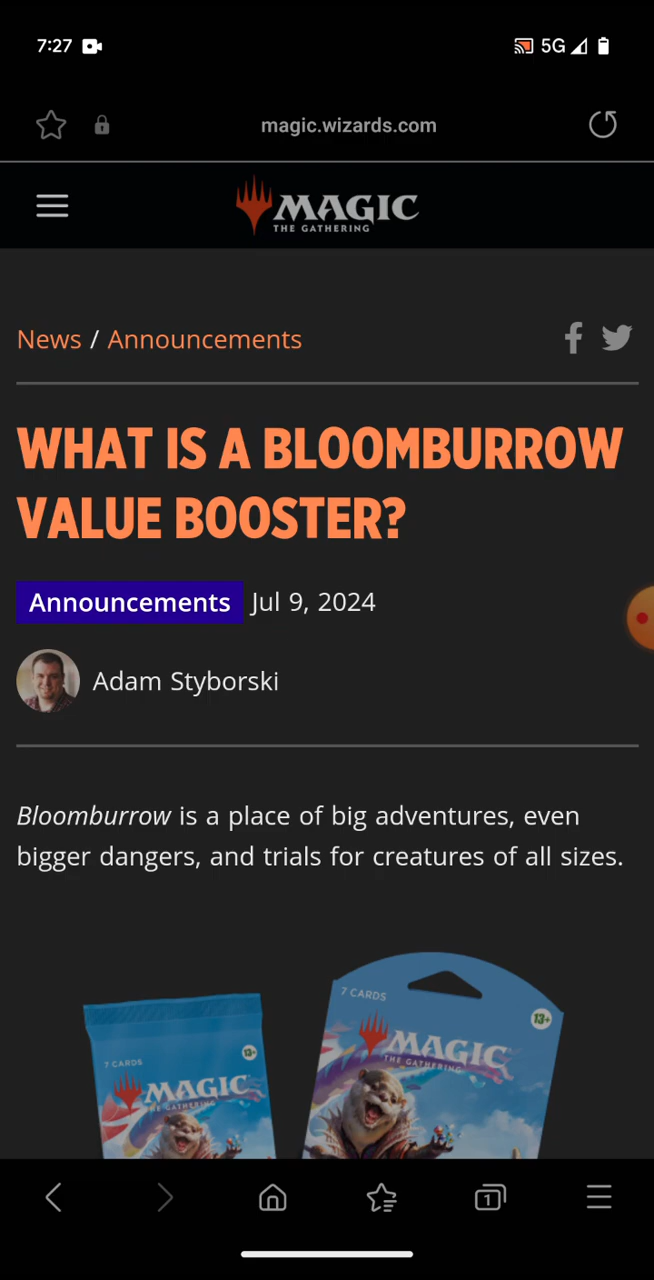 7:27
5G
magic.wizards.com
MAGIC
THE GATHERING
News / Announcements
WHAT IS A BLOOMBURROW
VALUE BOOSTER?
Announcements Jul 9, 2024
Adam Styborski
Bloomburrow is a place of big adventures, even
bigger dangers, and trials for creatures of all sizes.
7 CARDS
13+
MAGIC
THE GATHERING
7 CARDS
13+
MAGIC
THE GATHERING
1